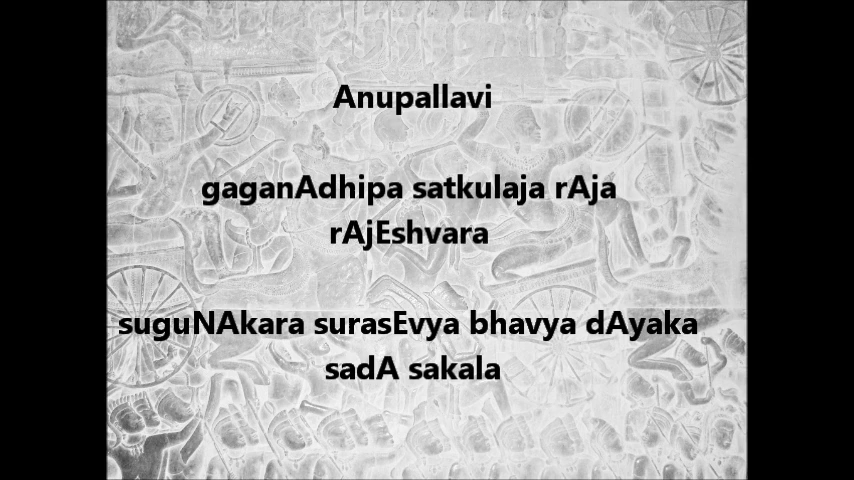 Anupallavi
gaganAdhipa satkulaja rAja
rAjEshvara
suguNAkara surasEvya bhavya dAyaka
sadA sakala